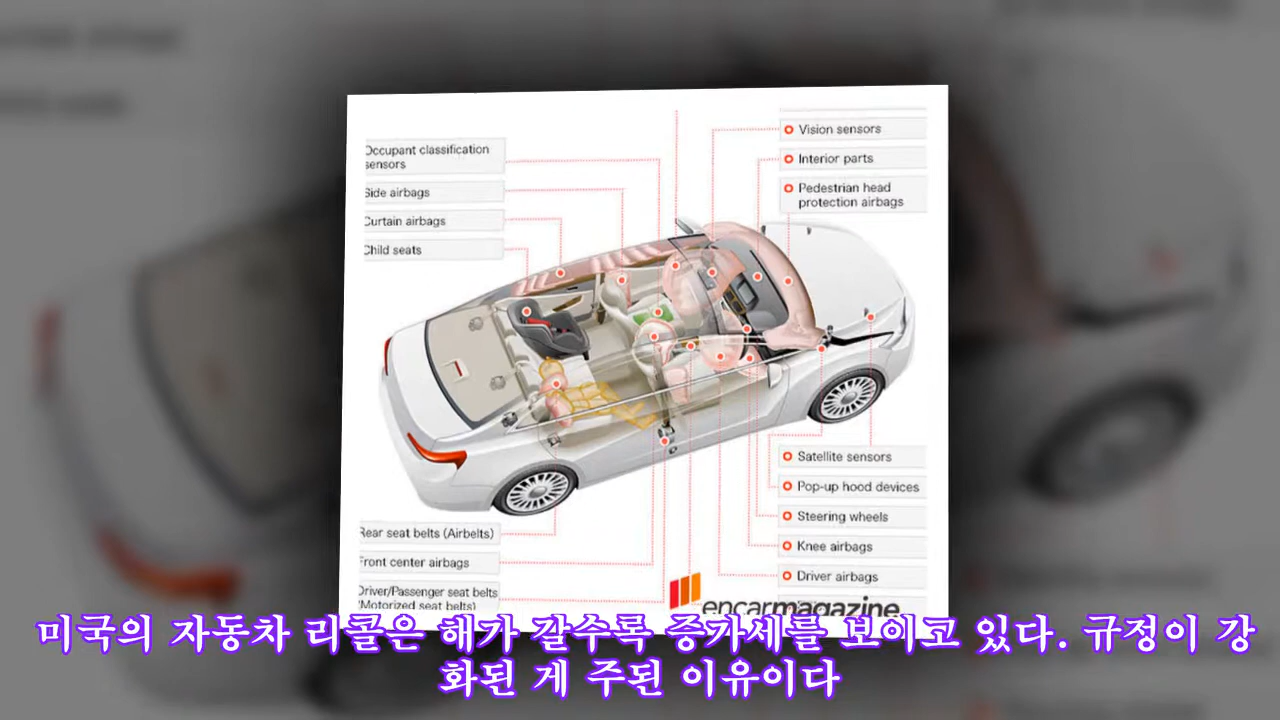 Occupant classification
sensors
Side airbags
Curtain airbags
Child seats
Vision sensors
Interior parts
Pedestrian head
protection airbags
Satellite sensors
Pop-up hood devices
Steering wheels
Knee airbags
Driver airbags
Rear seat belts (Airbelts)
Front center airbags
Driver/Passenger seat belts
(Motorized seat belts)
encarmagazine
미국의 자동차 리콜은 해가 갈수록 증가세를 보이고 있다. 규정이 강
화된 게 주된 이유이다